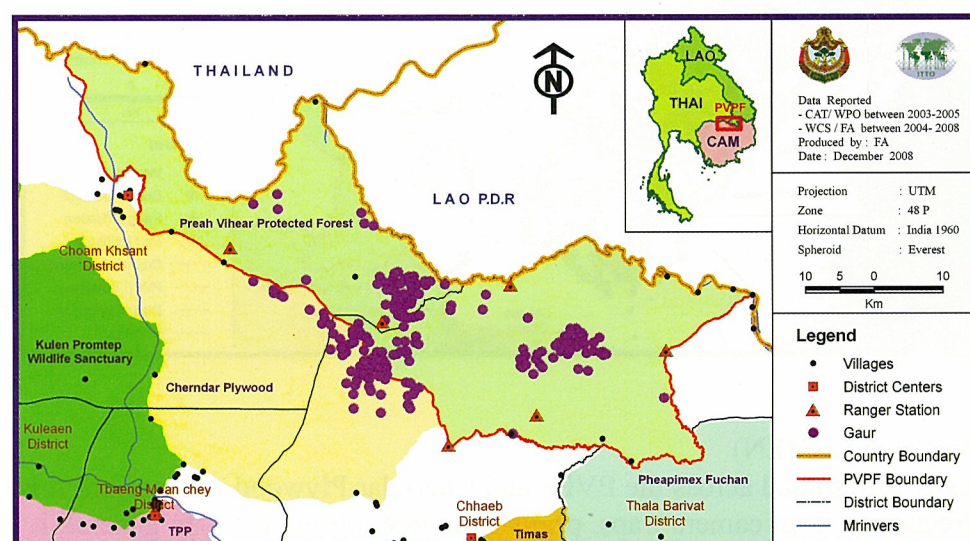 THAILAND
N
LAO P.D.R
Preah Vihear Protected Forest
Choam Khsant
District
Kulen Promtep
Wildlife Sanctuary
Cherndar Plywood
Kuleaen
District
Tbaeng Mean chey
District
TPP
Chhaeb
District
Timas
Pheapimex Fuchan
Thala Barivat
District
LAO
THAI
PVPF
CAM
ITTO
Data Reported
- CAT/ WPO between 2003-2005
- WCS / FA between 2004- 2008
Produced by : FA
Date : December 2008
Projection : UTM
Zone : 48 P
Horizontal Datum : India 1960
Spheroid : Everest
10 5 0 10
Km
Legend
Villages
District Centers
Ranger Station
Gaur
Country Boundary
PVPF Boundary
District Boundary
Mrinvers